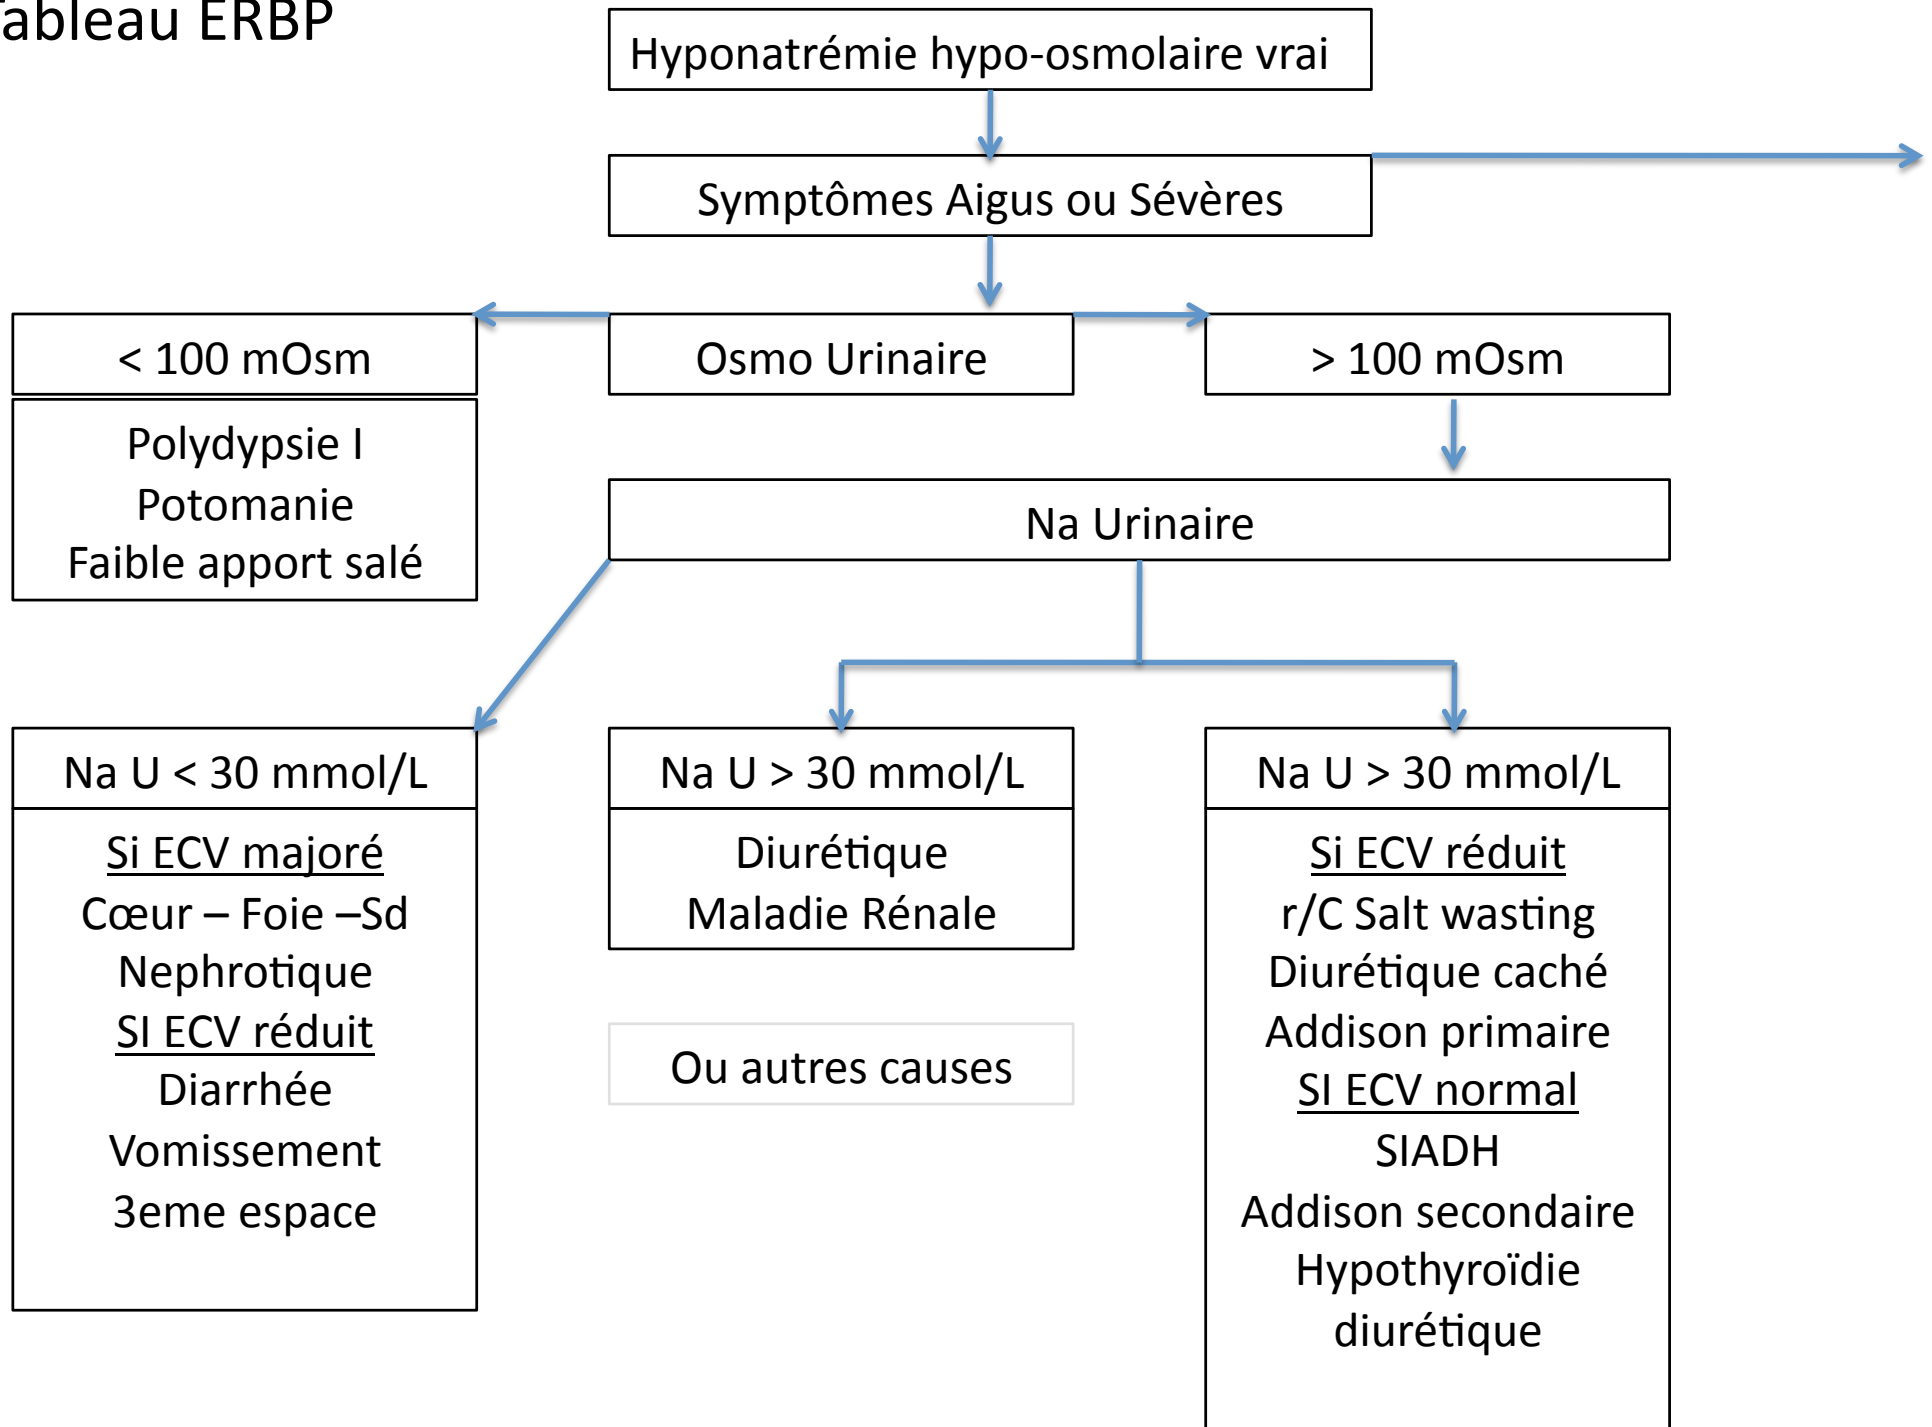 Tableau ERBP
Hyponatrémie hypo-osmolaire vrai
Symptômes Aigus ou Sévères
< 100 mOsm
Osmo Urinaire
> 100 mOsm
Polydypsie I
Potomanie
Faible apport salé
Na Urinaire
Na U < 30 mmol/L
Si ECV majoré
Cœur – Foie –Sd
Nephrotique
SI ECV réduit
Diarrhée
Vomissement
3eme espace
Na U > 30 mmol/L
Diurétique
Maladie Rénale
Ou autres causes
Na U > 30 mmol/L
Si ECV réduit
r/C Salt wasting
Diurétique caché
Addison primaire
SI ECV normal
SIADH
Addison secondaire
Hypothyroïdie
diurétique